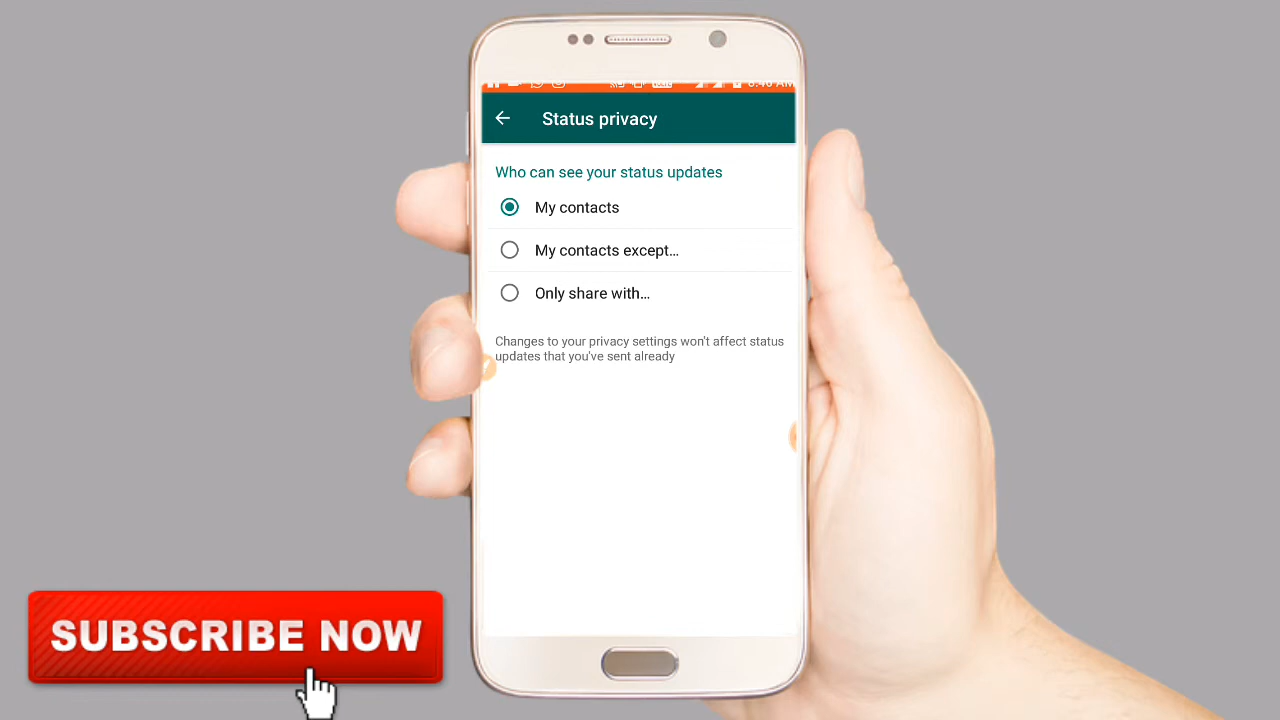 Status privacy
Who can see your status updates
My contacts
My contacts except...
Only share with...
Changes to your privacy settings won't affect status
updates that you've sent already
SUBSCRIBE NOW